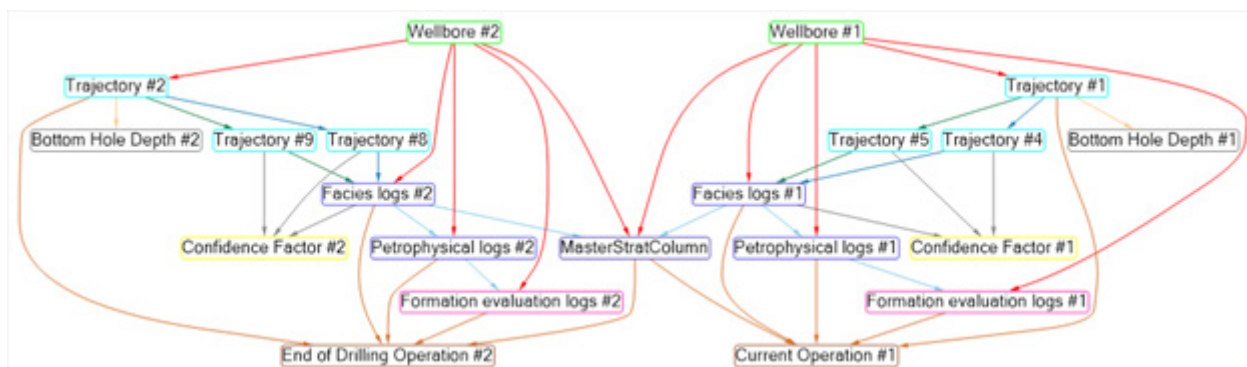 Wellbore #2
Wellbore #1
Trajectory #2
Trajectory #1
Bottom Hole Depth #2
Trajectory #9
Trajectory #8
Trajectory #5
Trajectory #4
Bottom Hole Depth #1
Facies logs #2
Facies logs #1
Confidence Factor #2
Petrophysical logs #2
MasterStratColumn
Petrophysical logs #1
Confidence Factor #1
Formation evaluation logs #2
Formation evaluation logs #1
End of Drilling Operation #2
Current Operation #1